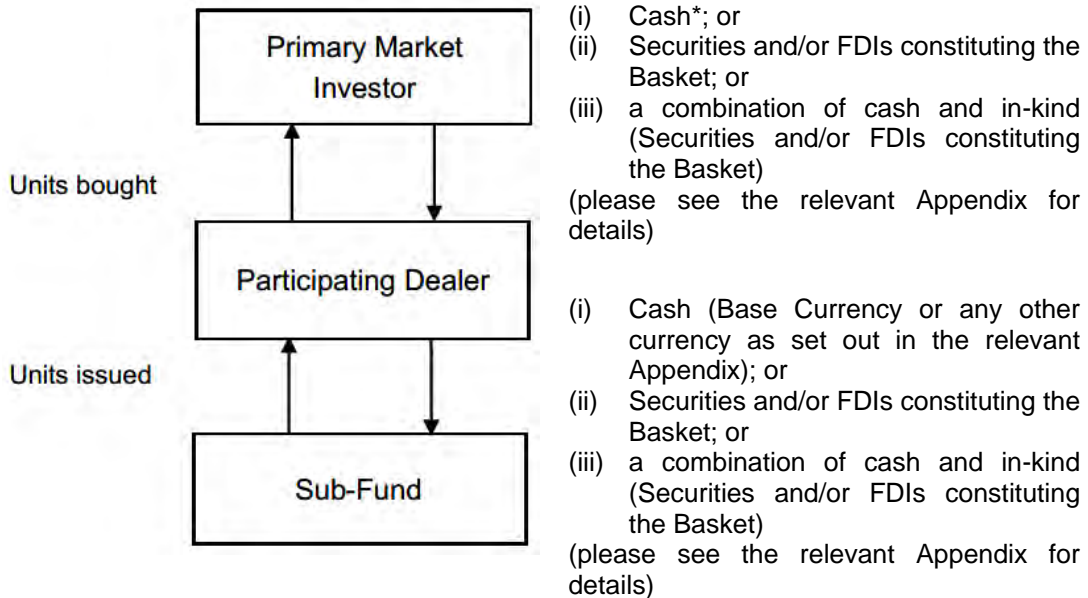 Primary Market
Investor
Units bought
Participating Dealer
Units issued
Sub-Fund
(i) Cash*; or
(ii) Securities and/or FDIs constituting the
Basket; or
(iii) a combination of cash and in-kind
(Securities and/or FDIs constituting
the Basket)
(please see the relevant Appendix for
details)
(i) Cash (Base Currency or any other
currency as set out in the relevant
Appendix); or
(ii) Securities and/or FDIs constituting the
Basket; or
(iii) a combination of cash and in-kind
(Securities and/or FDIs constituting
the Basket)
(please see the relevant Appendix for
details)